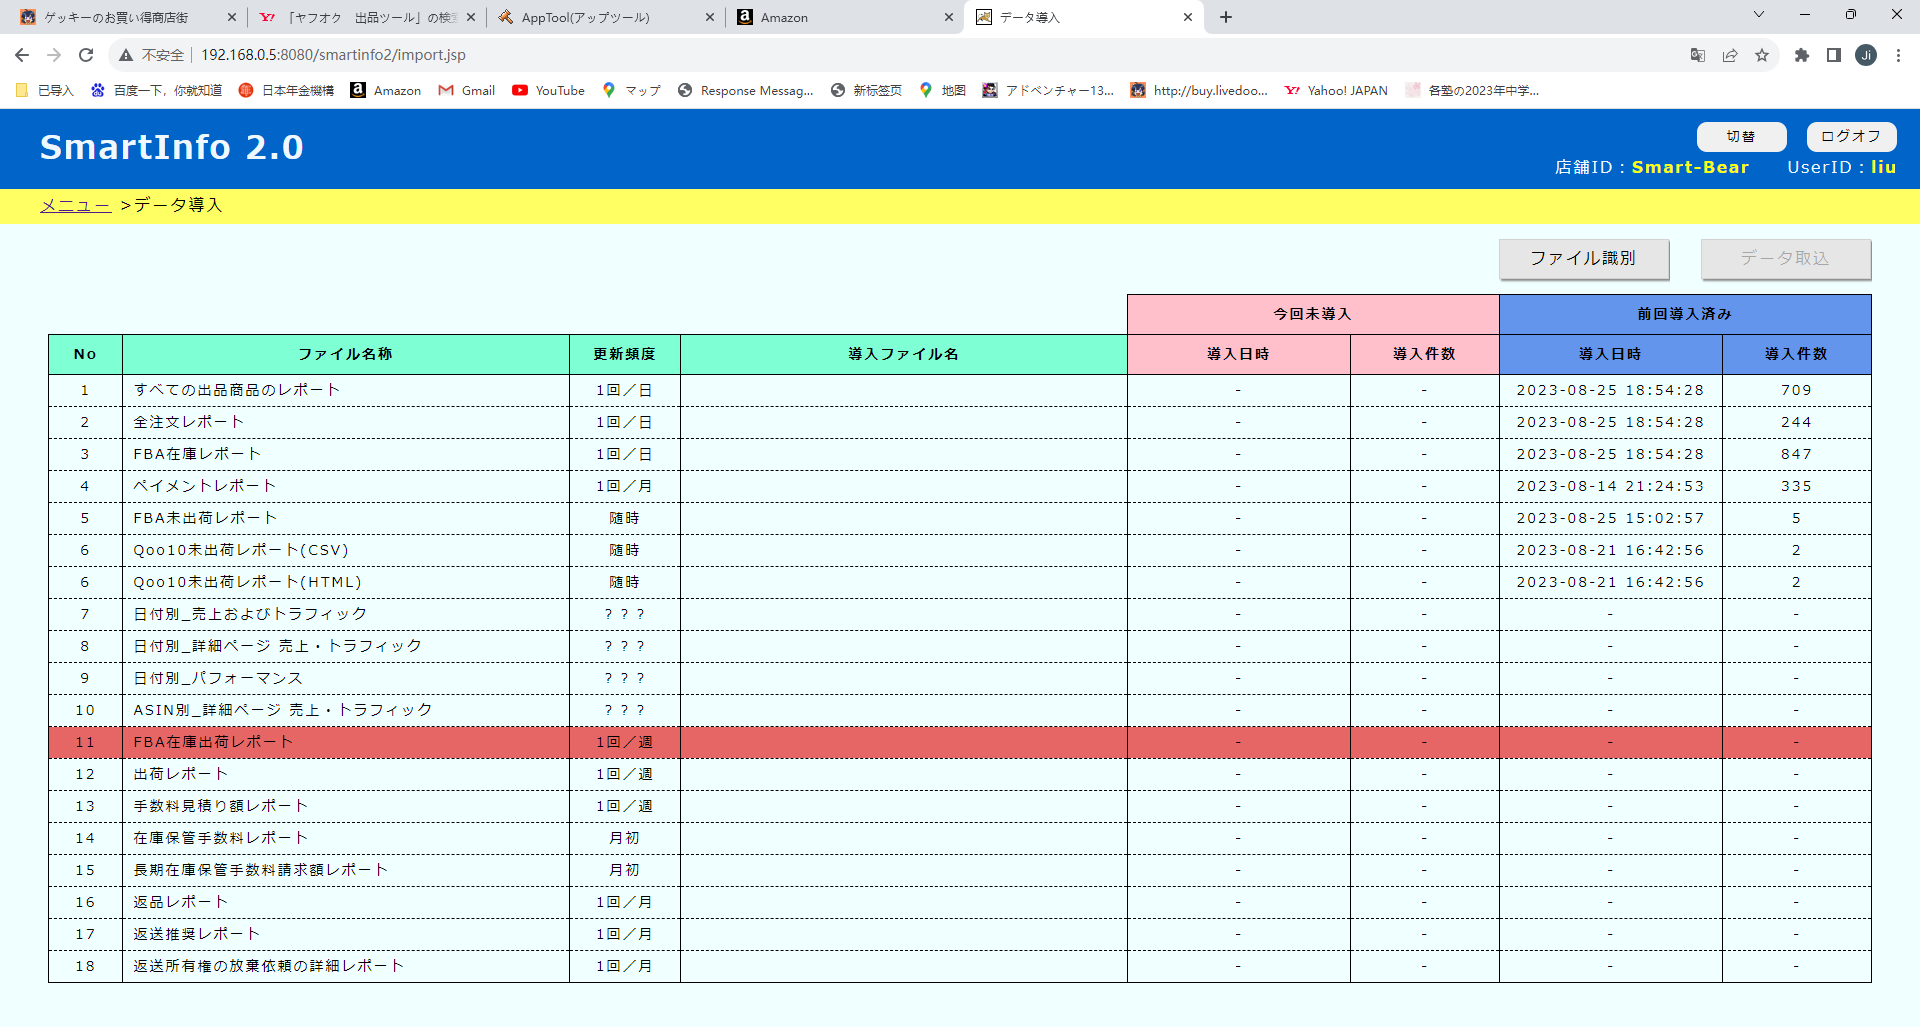 ゲッキーのお買い得商店街
「ヤフオク 出品ツール」の検索
AppTool(アップツール)
Amazon
データ導入
不安全 192.168.0.5:8080/smartinfo2/import.jsp
Ji
已导入 百度一下，你就知道 日本年金機構 Amazon Gmail YouTube マップ Response Messag... 新标签页 地图 アドベンチャー13... http://buy.livedoo... Yahoo! JAPAN 各塾の2023年中学...
SmartInfo 2.0
切替 ログオフ
店舗ID：Smart-Bear UserID：liu
メニュー >データ導入
ファイル識別 データ取込
今回未導入 前回導入済み
No ファイル名称 更新頻度 導入ファイル名 導入日時 導入件数 導入日時 導入件数
1 すべての出品商品のレポート 1回／日 - - 2023-08-25 18:54:28 709
2 全注文レポート 1回／日 - - 2023-08-25 18:54:28 244
3 FBA在庫レポート 1回／日 - - 2023-08-25 18:54:28 847
4 ペイメントレポート 1回／月 - - 2023-08-14 21:24:53 335
5 FBA未出荷レポート 随時 - - 2023-08-25 15:02:57 5
6 Qoo10未出荷レポート(CSV) 随時 - - 2023-08-21 16:42:56 2
6 Qoo10未出荷レポート(HTML) 随時 - - 2023-08-21 16:42:56 2
7 日付別_売上およびトラフィック ？？？ - - - -
8 日付別_詳細ページ 売上・トラフィック ？？？ - - - -
9 日付別_パフォーマンス ？？？ - - - -
10 ASIN別_詳細ページ 売上・トラフィック ？？？ - - - -
11 FBA在庫出荷レポート 1回／週 - - - -
12 出荷レポート 1回／週 - - - -
13 手数料見積り額レポート 1回／週 - - - -
14 在庫保管手数料レポート 月初 - - - -
15 長期在庫保管手数料請求額レポート 月初 - - - -
16 返品レポート 1回／月 - - - -
17 返送推奨レポート 1回／月 - - - -
18 返送所有権の放棄依頼の詳細レポート 1回／月 - - - -